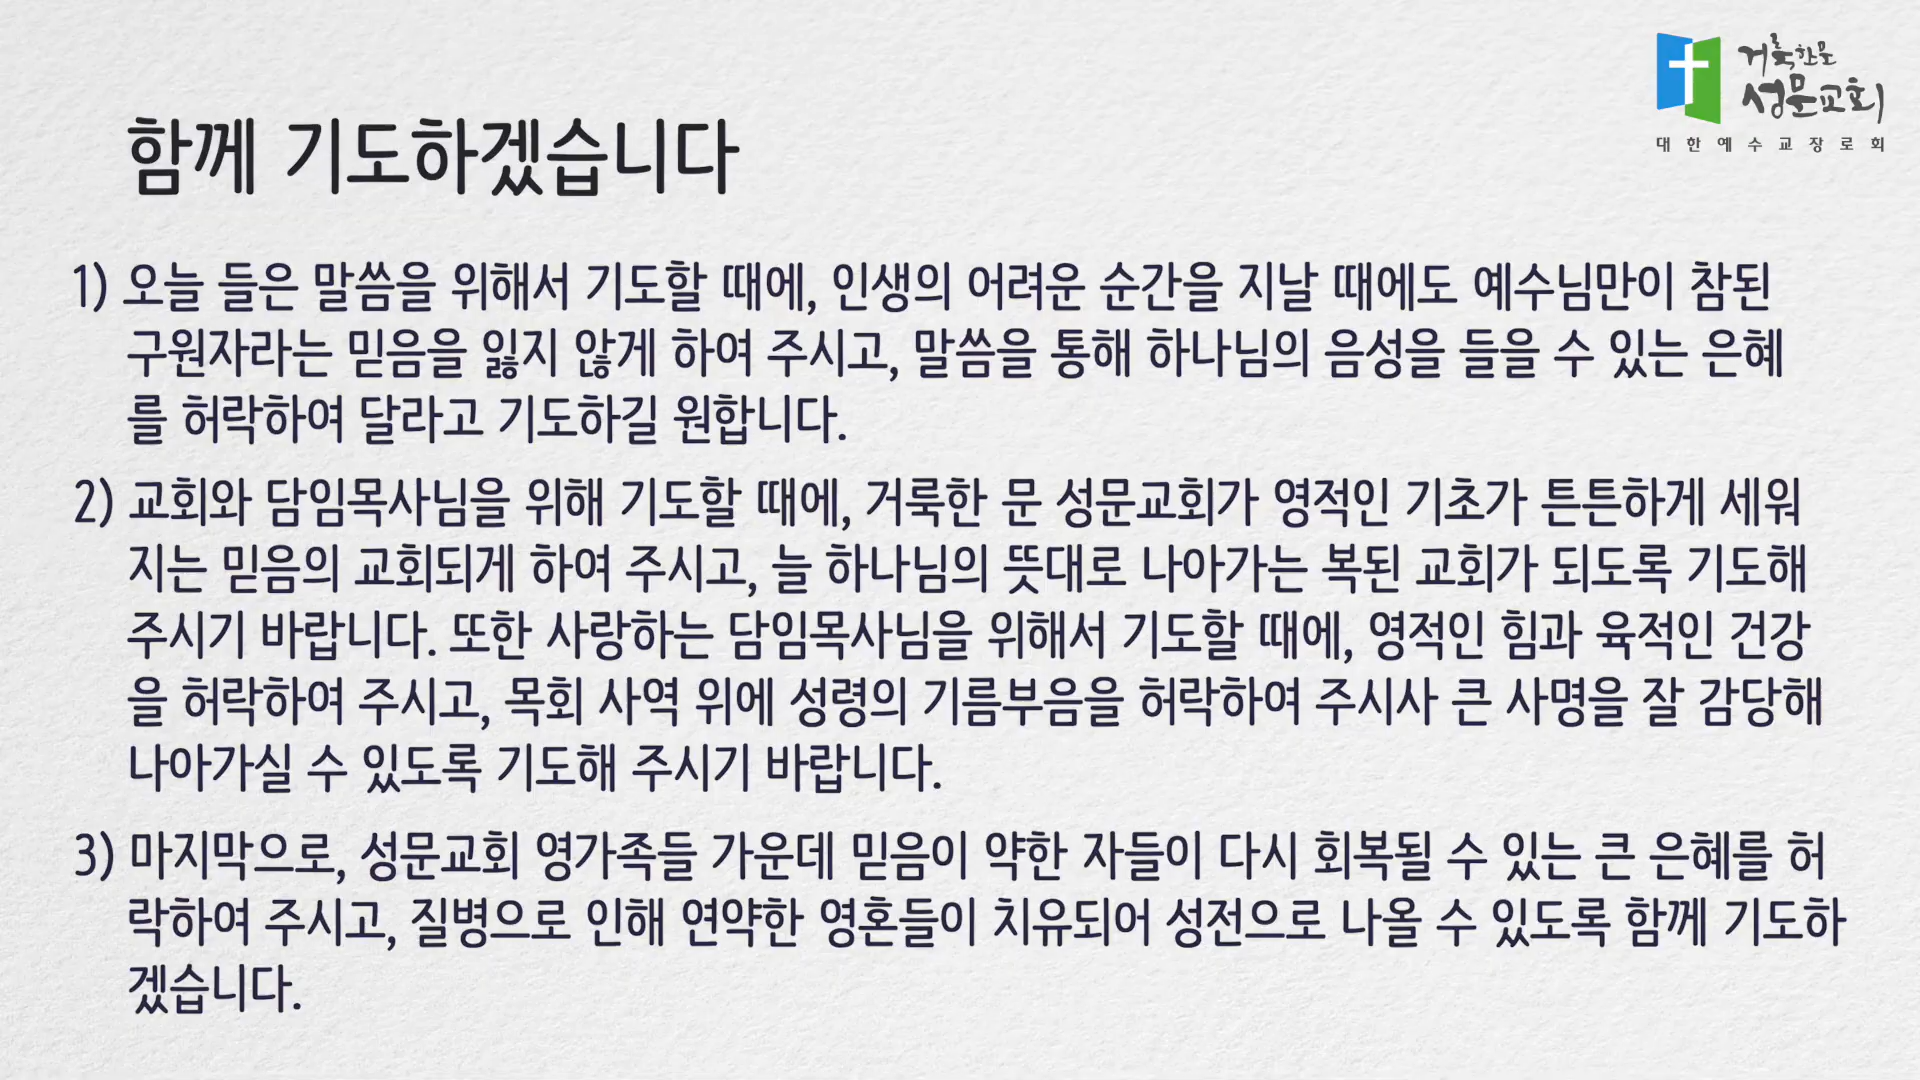 거룩한문
성문교회
대한예수교장로회
함께 기도하겠습니다
1) 오늘 들은 말씀을 위해서 기도할 때에, 인생의 어려운 순간을 지날 때에도 예수님만이 참된
구원자라는 믿음을 잃지 않게 하여 주시고, 말씀을 통해 하나님의 음성을 들을 수 있는 은혜
를 허락하여 달라고 기도하길 원합니다.
2) 교회와 담임목사님을 위해 기도할 때에, 거룩한 문 성문교회가 영적인 기초가 튼튼하게 세워
지는 믿음의 교회되게 하여 주시고, 늘 하나님의 뜻대로 나아가는 복된 교회가 되도록 기도해
주시기 바랍니다. 또한 사랑하는 담임목사님을 위해서 기도할 때에, 영적인 힘과 육적인 건강
을 허락하여 주시고, 목회 사역 위에 성령의 기름부음을 허락하여 주시사 큰 사명을 잘 감당해
나아가실 수 있도록 기도해 주시기 바랍니다.
3) 마지막으로, 성문교회 영가족들 가운데 믿음이 약한 자들이 다시 회복될 수 있는 큰 은혜를 허
락하여 주시고, 질병으로 인해 연약한 영혼들이 치유되어 성전으로 나올 수 있도록 함께 기도하
겠습니다.